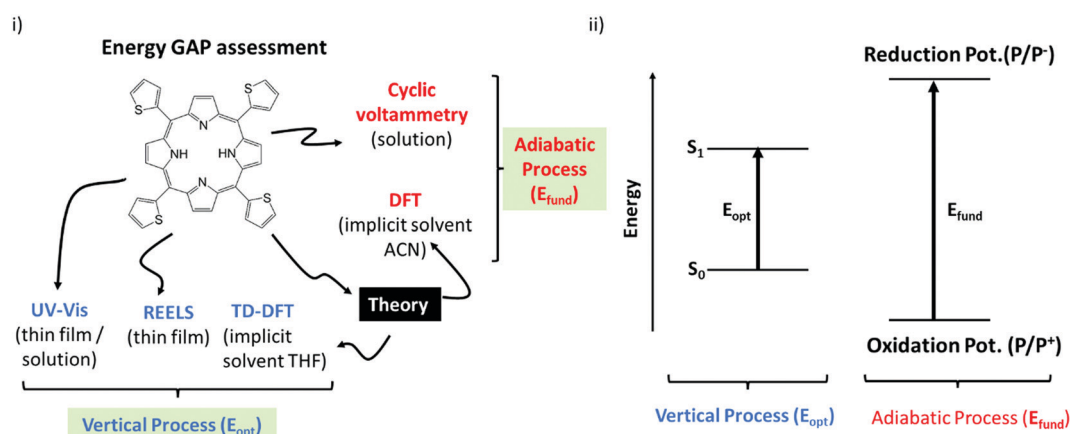 i)
Energy GAP assessment
S
S
N
NH
HN
N
S
S
Cyclic
voltammetry
(solution)
DFT
(implicit solvent
ACN)
Adiabatic
Process
(Efund)
Theory
UV-Vis
(thin film /
solution)
REELS
(thin film)
TD-DFT
(implicit
solvent THF)
Vertical Process (Eopt)
ii)
Energy
S1
Eopt
S0
Vertical Process (Eopt)
Reduction Pot.(P/P-)
Efund
Oxidation Pot. (P/P+)
Adiabatic Process (Efund)